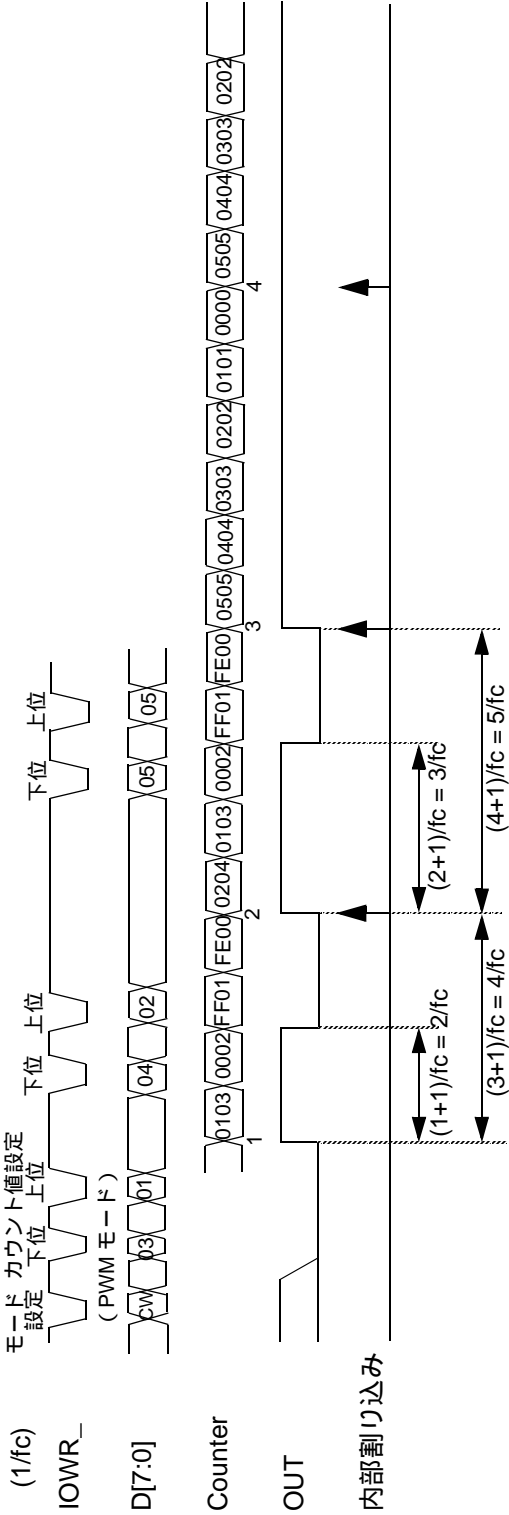 (1/fc)
モード
設定
カウント値設定
下位 上位
下位 上位
下位 上位
IOWR_
(PWM モード)
D[7:0] CW 03 01 04 02 05 05
Counter 0103 0002 FF01 FE00 0204 0103 0002 FF01 FE00 0505 0404 0303 0202 0101 0000 0505 0404 0303 0202
1 2 3 4
OUT
内部割り込み
(1+1)/fc = 2/fc
(2+1)/fc = 3/fc
(3+1)/fc = 4/fc
(4+1)/fc = 5/fc